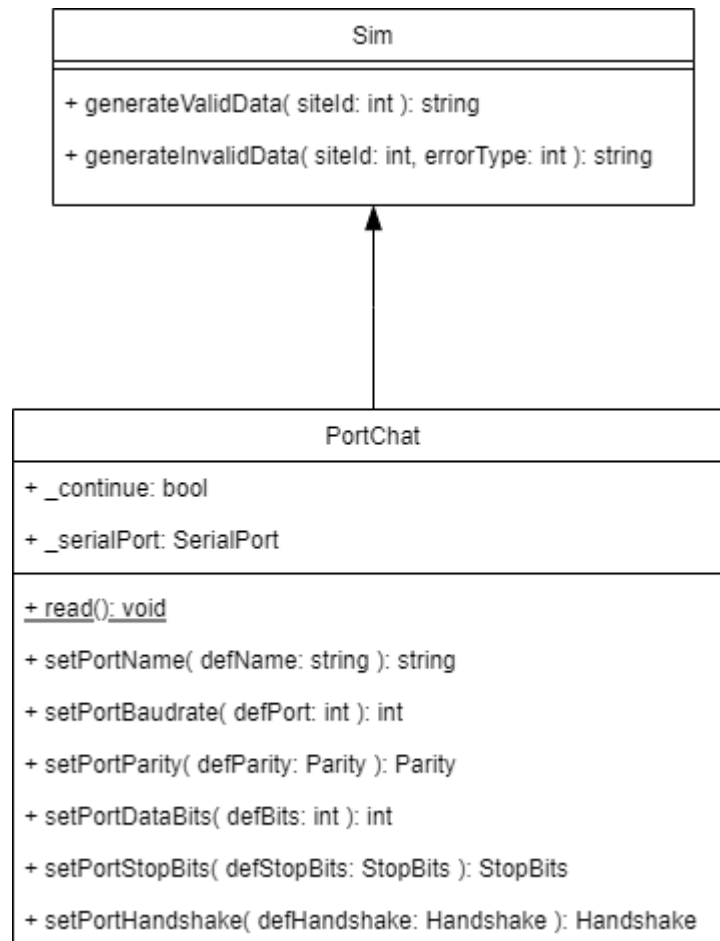 Sim
+ generateValidData( siteId: int ): string
+ generateInvalidData( siteId: int, errorType: int ): string
PortChat
+ _continue: bool
+ _serialPort: SerialPort
+ read(): void
+ setPortName( defName: string ): string
+ setPortBaudrate( defPort: int ): int
+ setPortParity( defParity: Parity ): Parity
+ setPortDataBits( defBits: int ): int
+ setPortStopBits( defStopBits: StopBits ): StopBits
+ setPortHandshake( defHandshake: Handshake ): Handshake